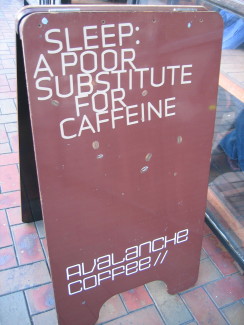 SLEEP:
A POOR
SUBSTITUTE
FOR
CAFFEINE
AVALANCHE
COFFEE//